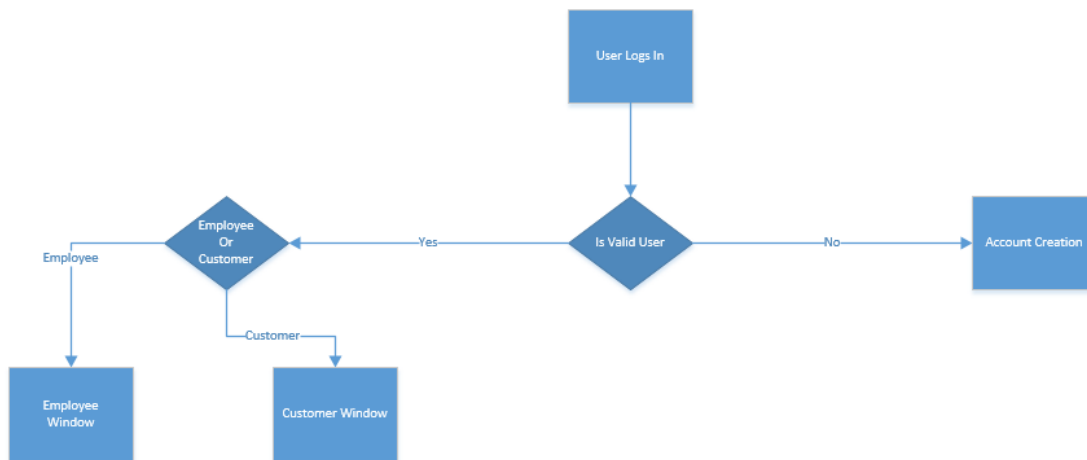 User Logs In
Employee
Or
Customer
Yes
Is Valid User
No
Account Creation
Employee
Customer
Employee
Window
Customer Window